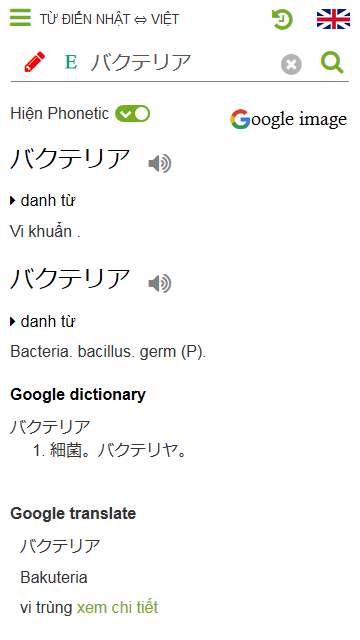 TỪ ĐIỂN NHẬT ⇔ VIỆT
E バクテリア
Hiện Phonetic
Google image
バクテリア
danh từ
Vi khuẩn .
バクテリア
danh từ
Bacteria. bacillus. germ (P).
Google dictionary
バクテリア
1. 細菌。バクテリヤ。
Google translate
バクテリア
Bakuteria
vi trùng xem chi tiết